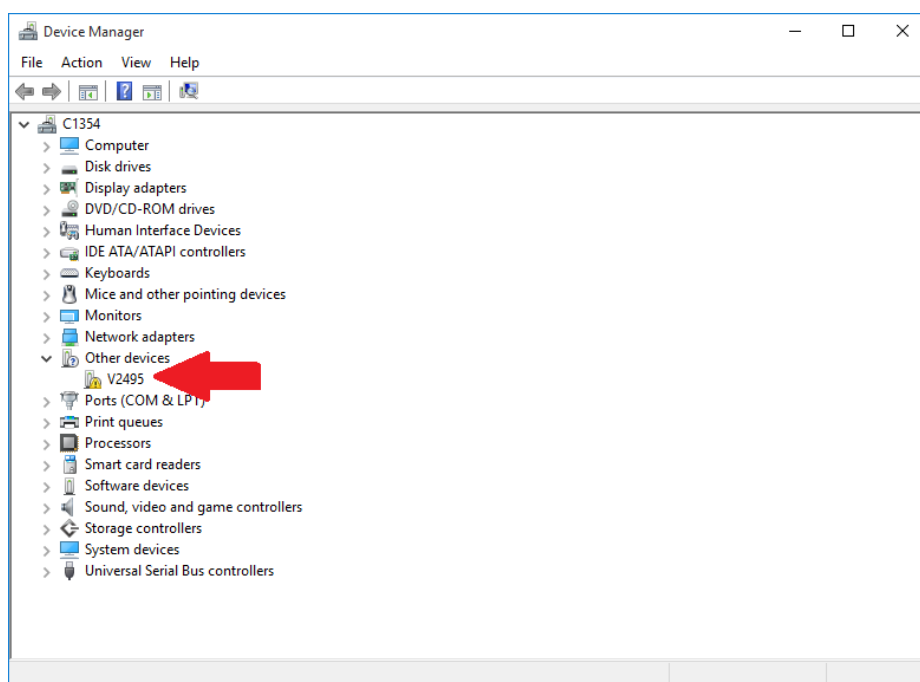 Device Manager
File Action View Help
C1354
Computer
Disk drives
Display adapters
DVD/CD-ROM drives
Human Interface Devices
IDE ATA/ATAPI controllers
Keyboards
Mice and other pointing devices
Monitors
Network adapters
Other devices
V2495
Ports (COM & LPT)
Print queues
Processors
Smart card readers
Software devices
Sound, video and game controllers
Storage controllers
System devices
Universal Serial Bus controllers